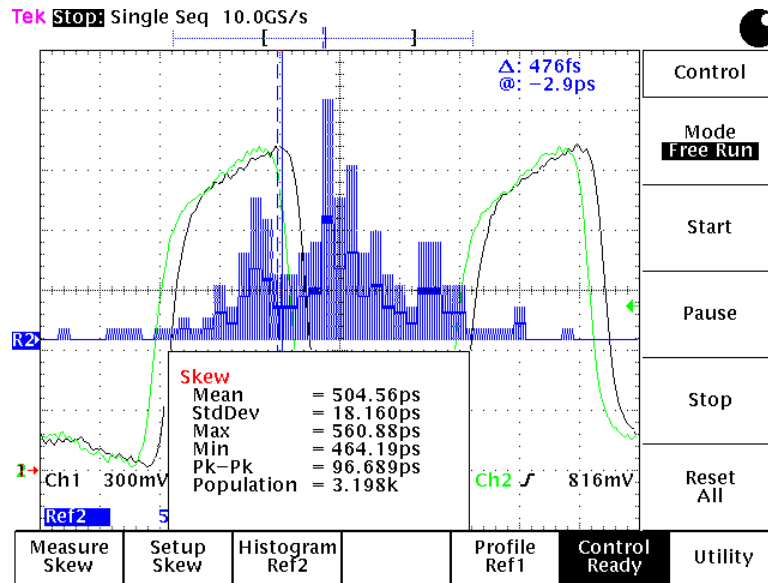 Tek Stop: Single Seq 10.0GS/s
[ ]
Δ: 476fs
@: −2.9ps
Control
Mode
Free Run
Start
Pause
Stop
Reset
All
R2
Skew
Mean = 504.56ps
StdDev = 18.160ps
Max = 560.88ps
Min = 464.19ps
Pk−Pk = 96.689ps
Population = 3.198k
Ch1 300mV
Ch2 816mV
Ref2 5
Measure
Skew
Setup
Skew
Histogram
Ref2
Profile
Ref1
Control
Ready
Utility